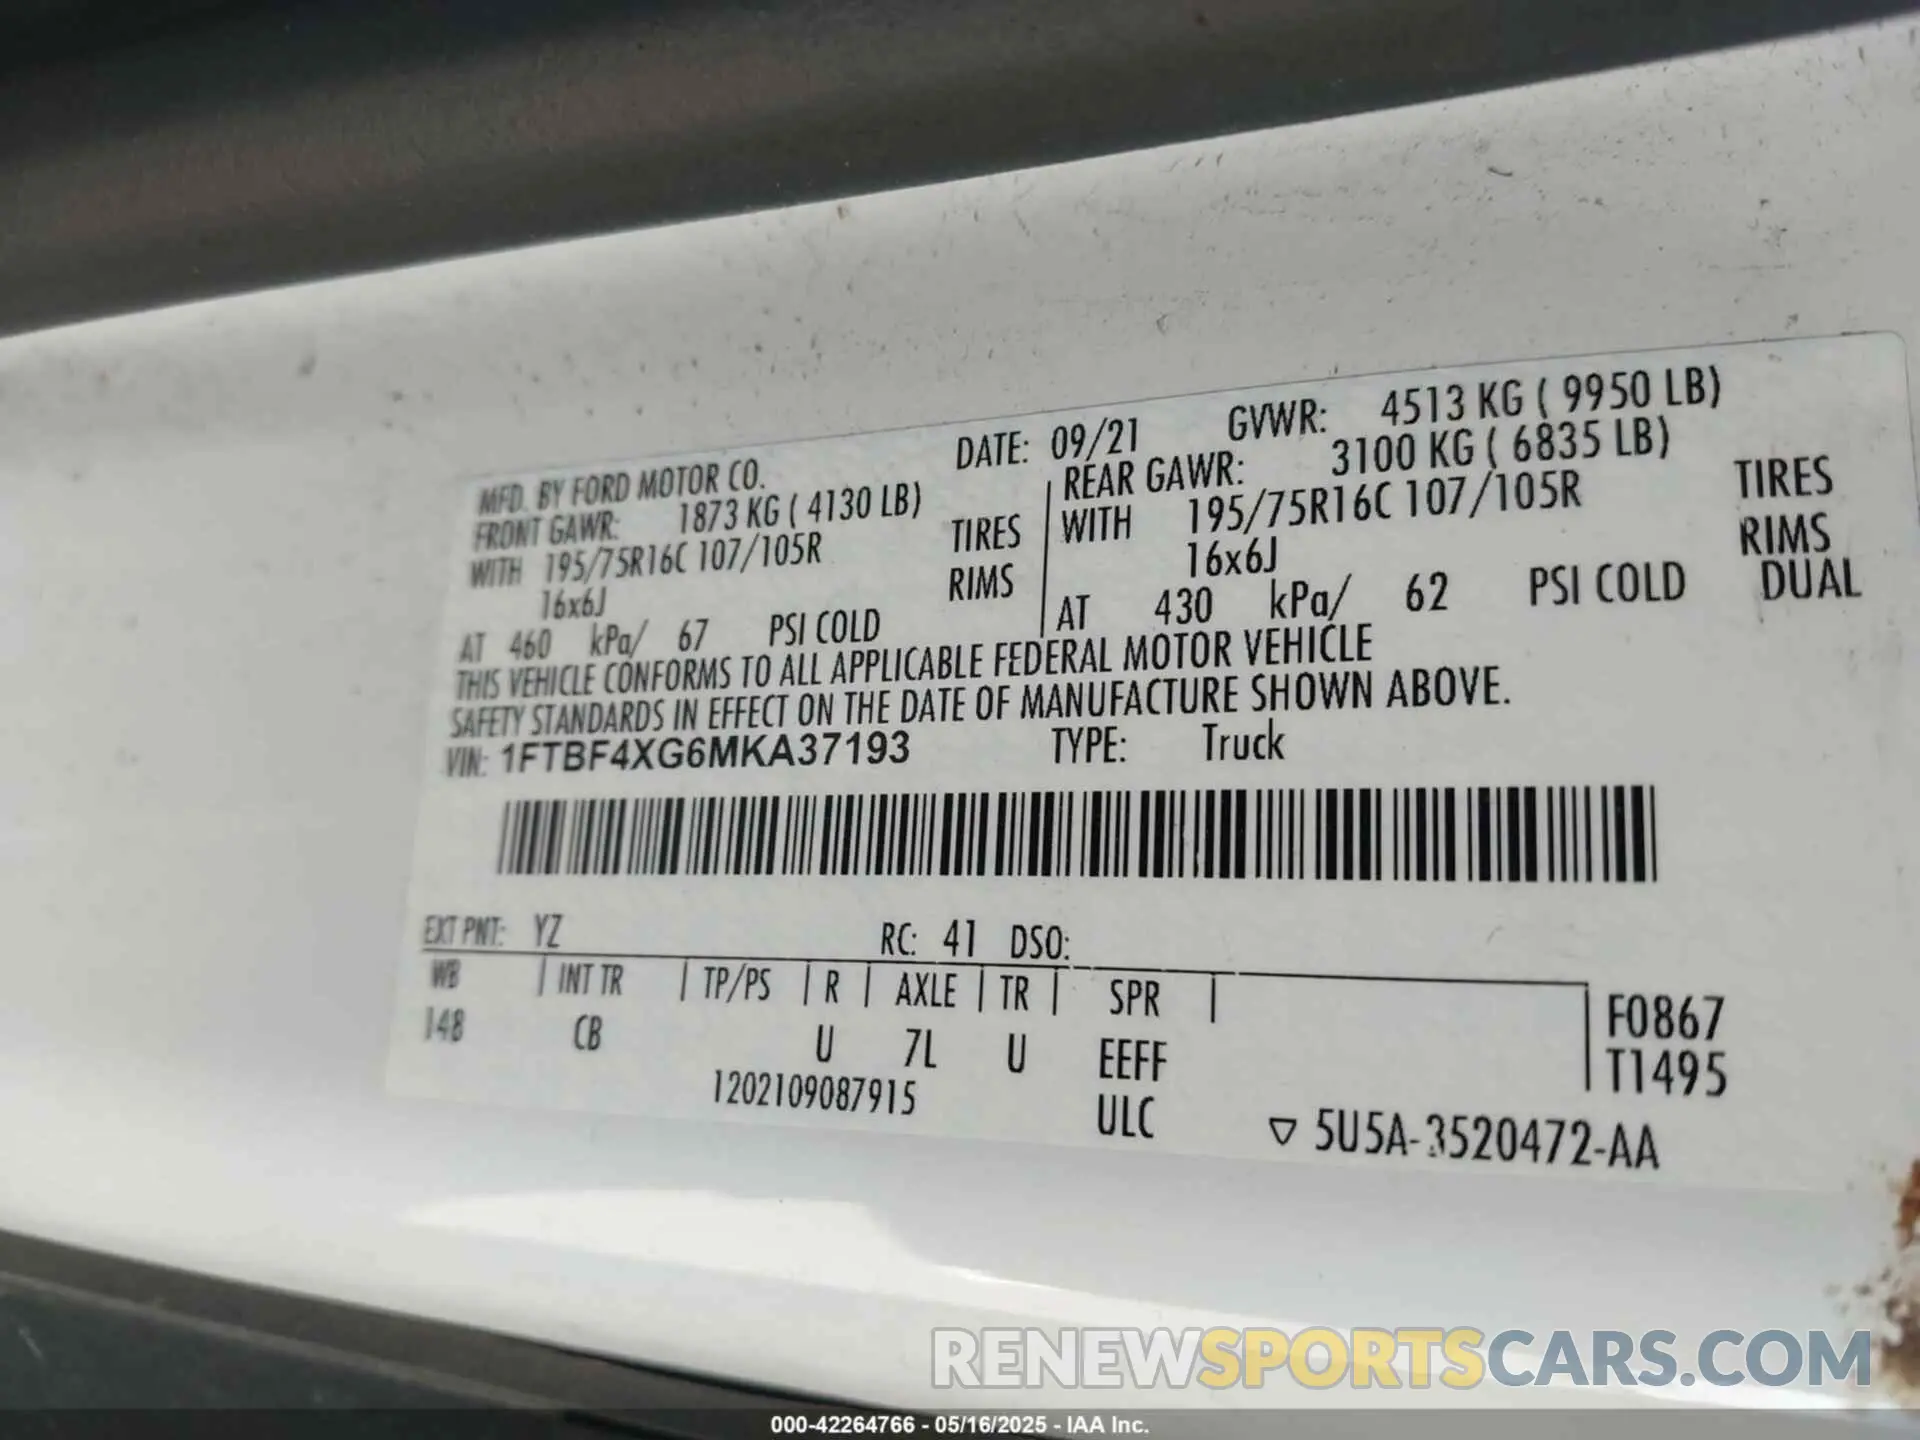 MFD. BY FORD MOTOR CO. DATE: 09/21 GVWR: 4513 KG ( 9950 LB)
FRONT GAWR: 1873 KG ( 4130 LB) REAR GAWR: 3100 KG ( 6835 LB)
WITH 195/75R16C 107/105R TIRES WITH 195/75R16C 107/105R TIRES
16x6J RIMS 16x6J RIMS
AT 460 kPa/ 67 PSI COLD AT 430 kPa/ 62 PSI COLD DUAL
THIS VEHICLE CONFORMS TO ALL APPLICABLE FEDERAL MOTOR VEHICLE
SAFETY STANDARDS IN EFFECT ON THE DATE OF MANUFACTURE SHOWN ABOVE.
VIN: 1FTBF4XG6MKA37193 TYPE: Truck
EXT PNT: YZ RC: 41 DSO:
WB | INT TR | TP/PS | R | AXLE | TR | SPR | F0867
148 CB U 7L U EEFF T1495
1202109087915 ULC ▽ 5U5A-3520472-AA
RENEWSPORTSCARS.COM
000-42264766 - 05/16/2025 - IAA Inc.